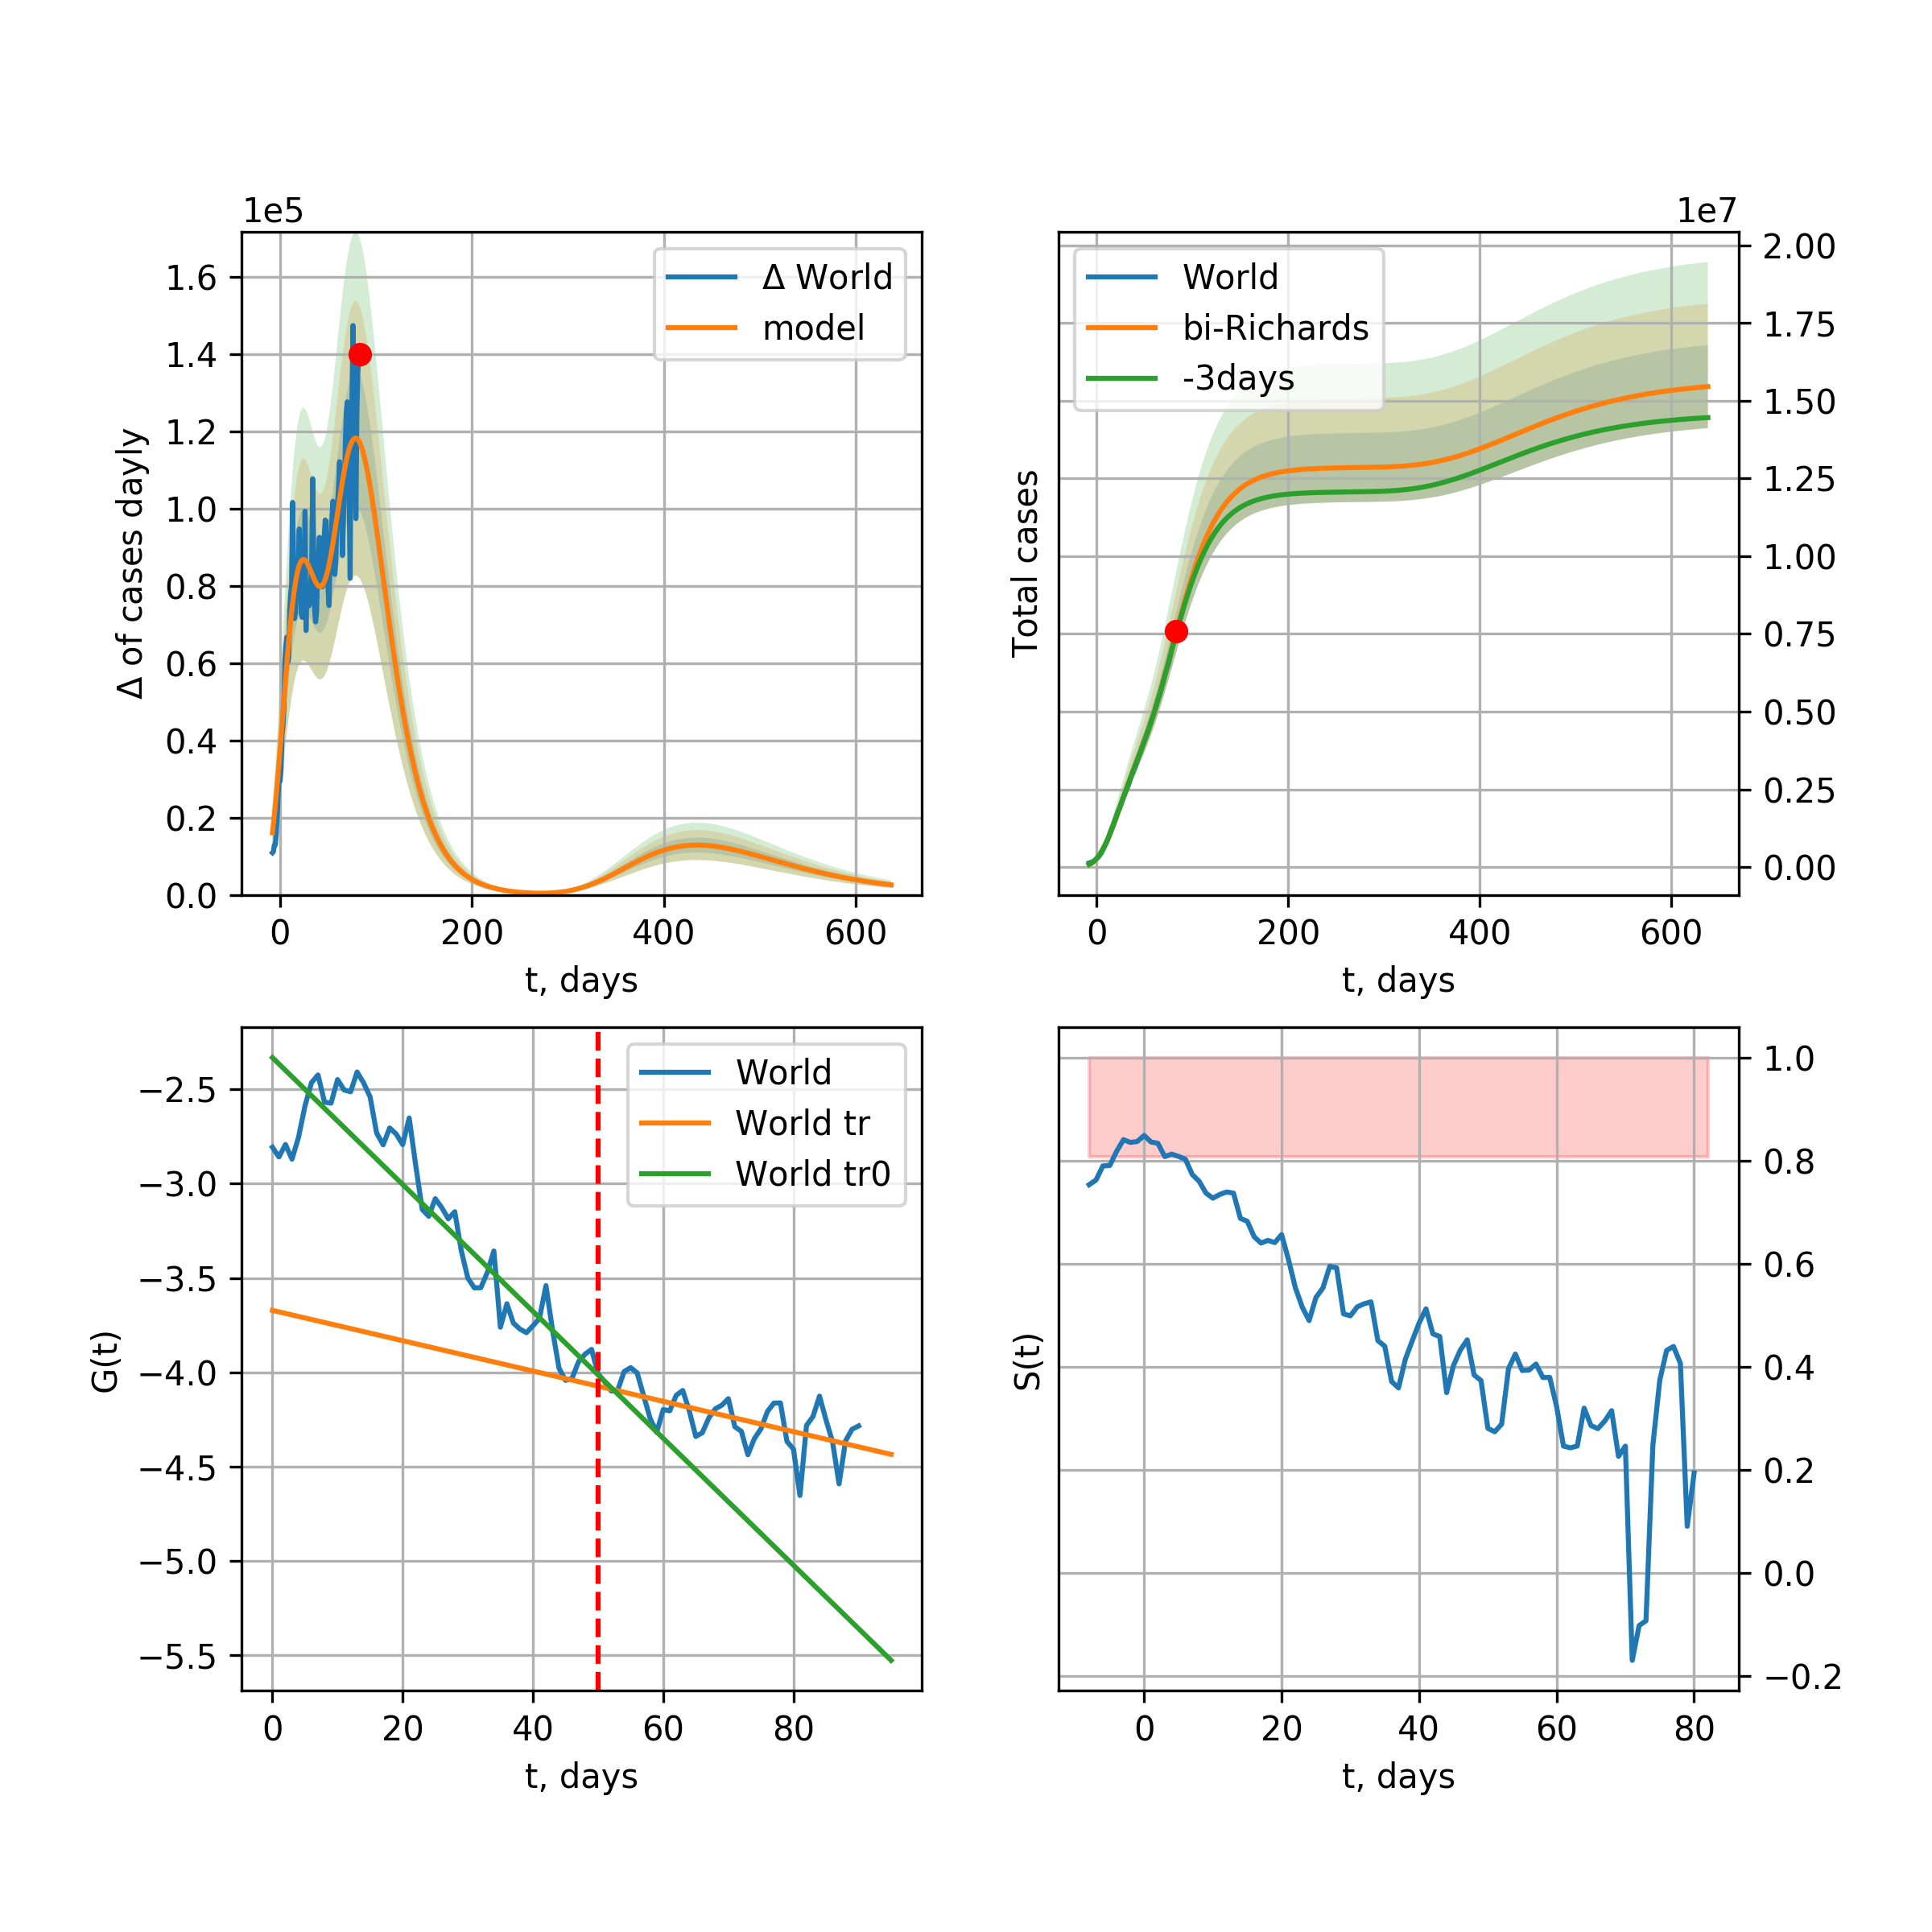 1e5
Δ of cases dayly
1.6
1.4
1.2
1.0
0.8
0.6
0.4
0.2
0.0
0 200 400 600
t, days
Δ World
model
1e7
Total cases
2.00
1.75
1.50
1.25
1.00
0.75
0.50
0.25
0.00
0 200 400 600
t, days
World
bi-Richards
-3days
G(t)
−2.5
−3.0
−3.5
−4.0
−4.5
−5.0
−5.5
0 20 40 60 80
t, days
World
World tr
World tr0
S(t)
1.0
0.8
0.6
0.4
0.2
0.0
−0.2
0 20 40 60 80
t, days